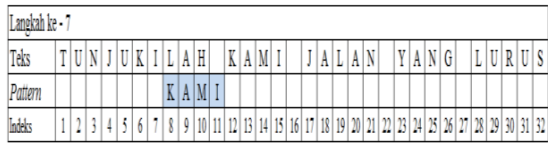 Langkah ke - 7
Teks T U N J U K I L A H K A M I J A L A N Y A N G L U R U S
Pattern K A M I
Indeks 1 2 3 4 5 6 7 8 9 10 11 12 13 14 15 16 17 18 19 20 21 22 23 24 25 26 27 28 29 30 31 32